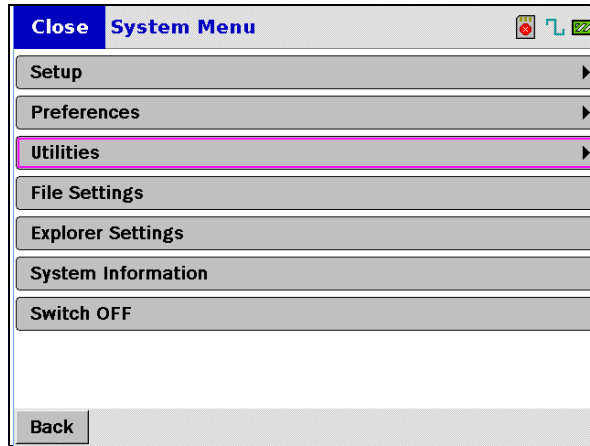 Close System Menu
Setup
Preferences
Utilities
File Settings
Explorer Settings
System Information
Switch OFF
Back